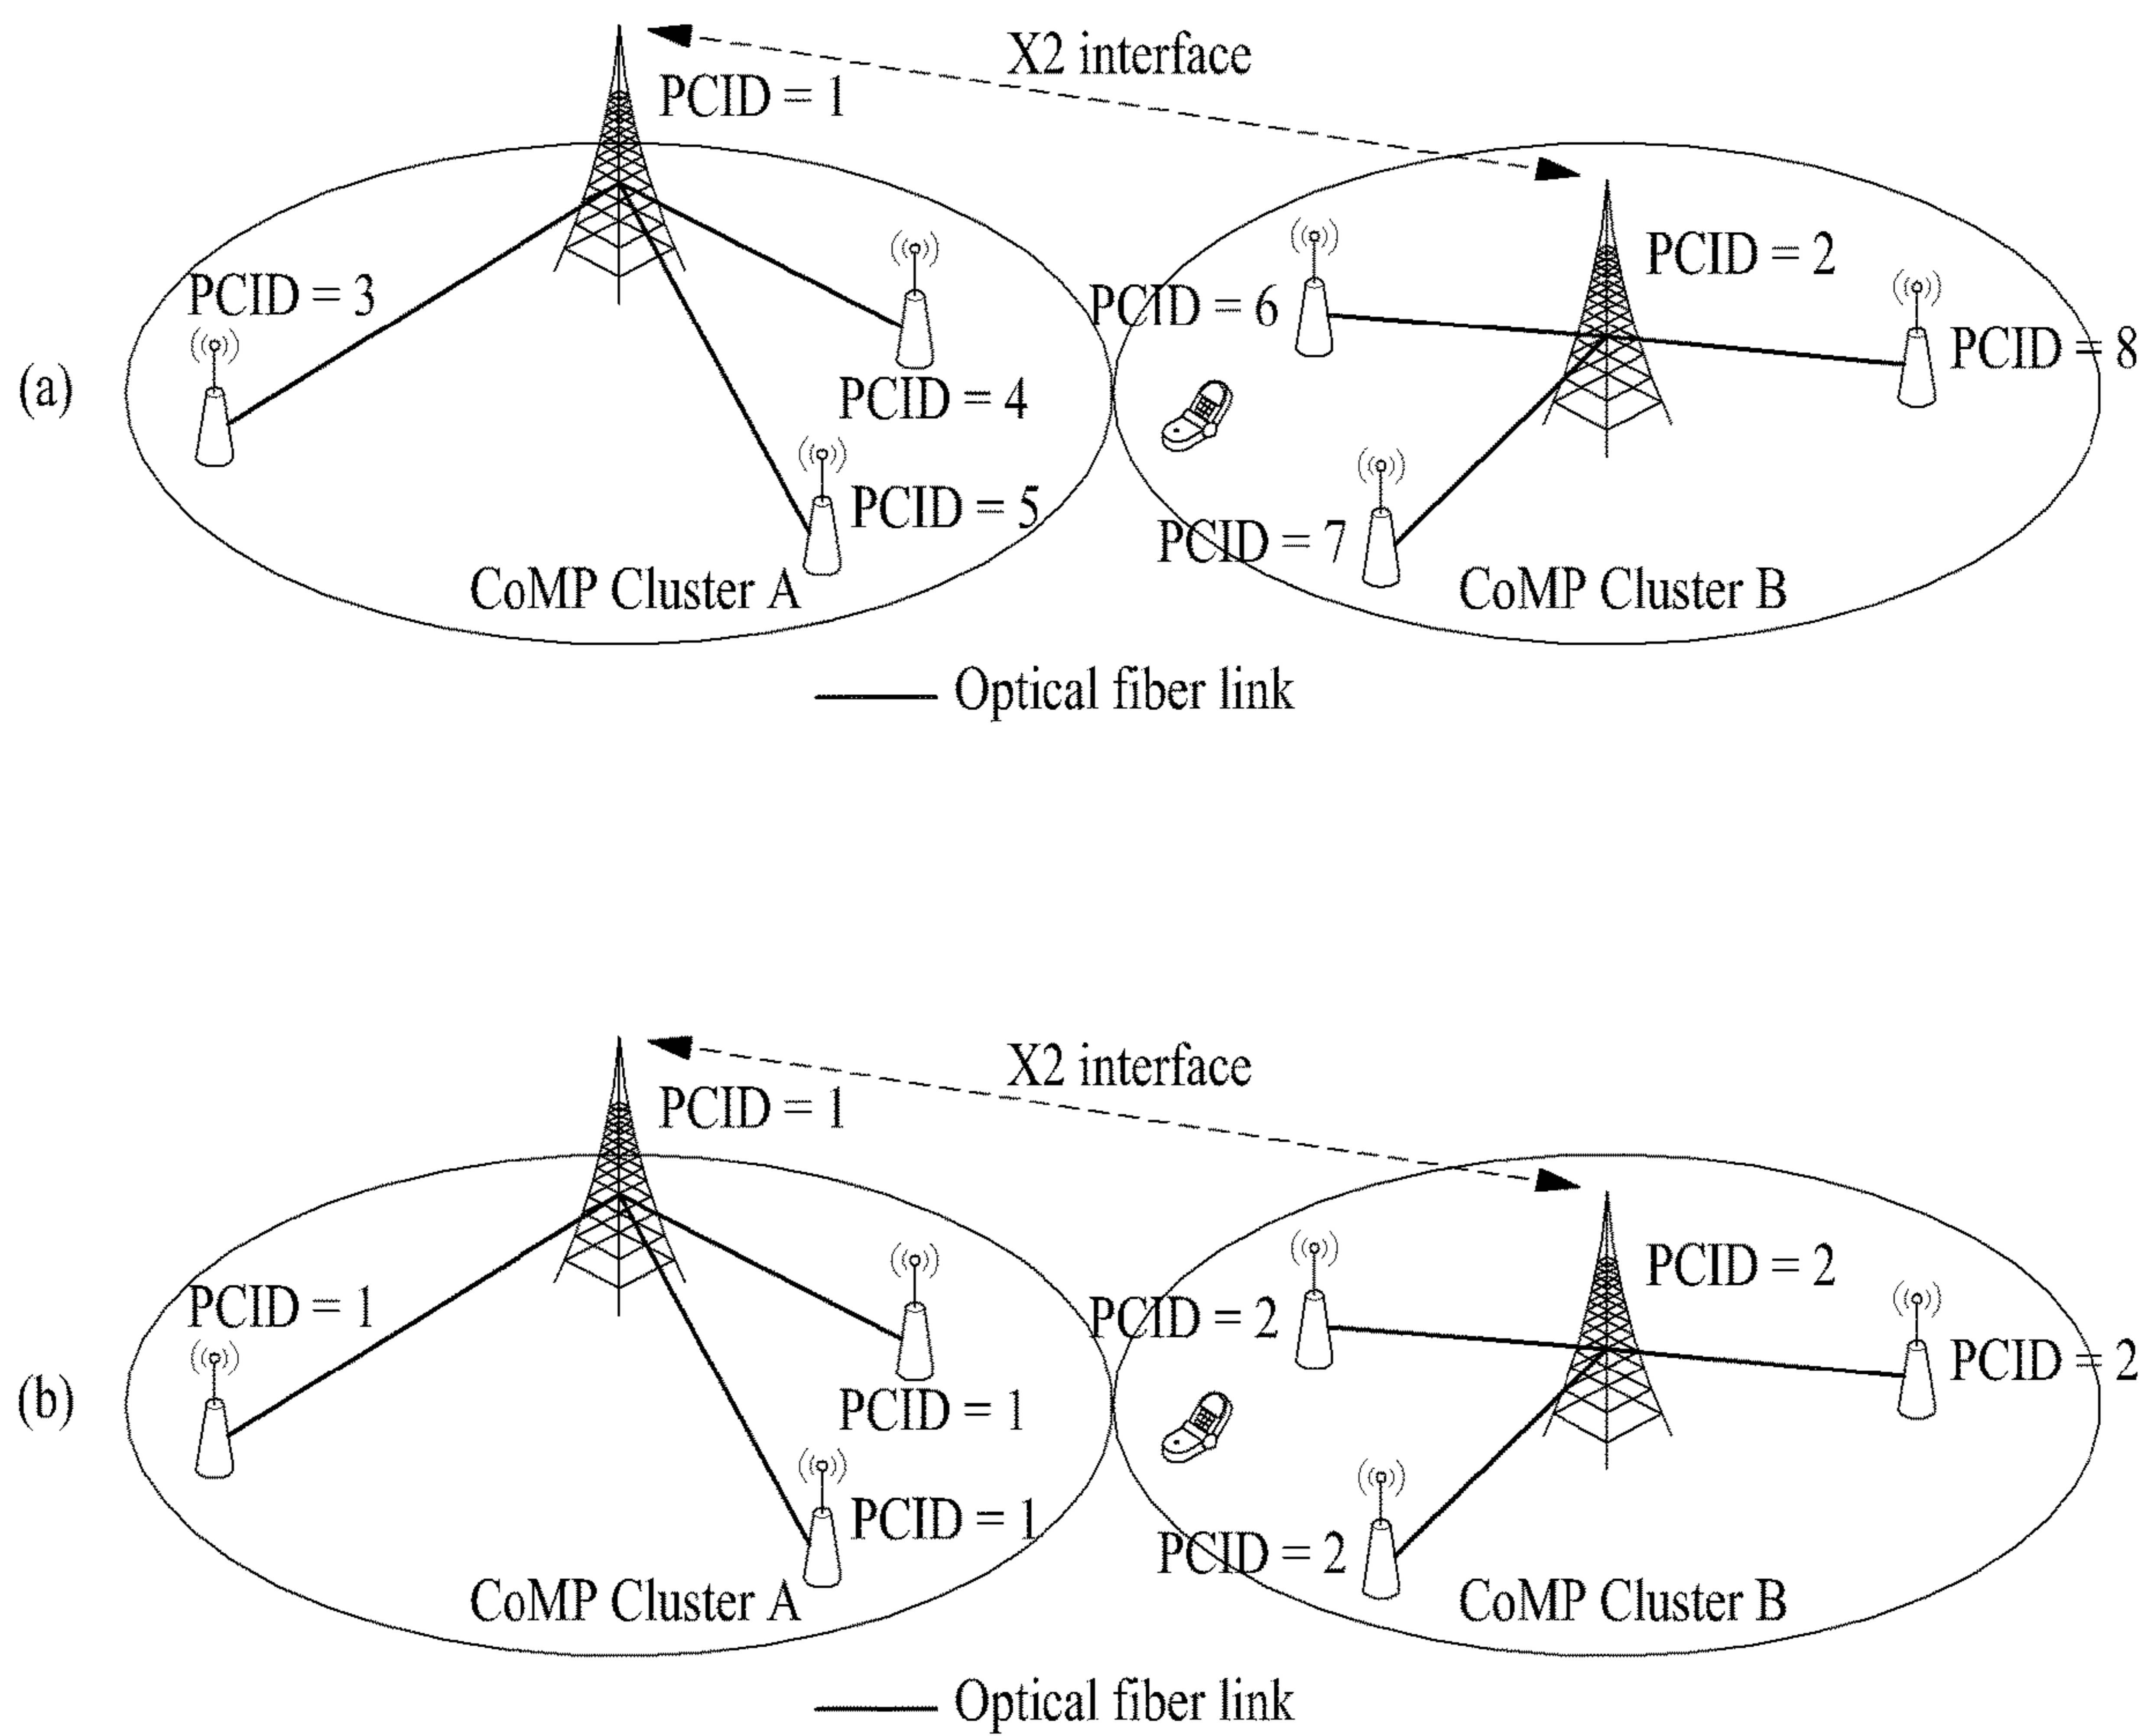 X2 interface
PCID = 1
PCID = 2
PCID = 3
PCID = 6
PCID = 8
(a)
PCID = 4
PCID = 5
PCID = 7
CoMP Cluster A
CoMP Cluster B
Optical fiber link
X2 interface
PCID = 1
PCID = 2
PCID = 1
PCID = 2
PCID = 2
(b)
PCID = 1
PCID = 1
PCID = 2
CoMP Cluster A
CoMP Cluster B
Optical fiber link